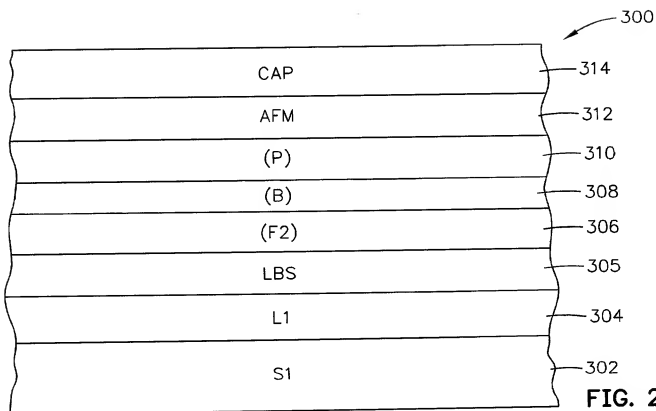 300
CAP 314
AFM 312
(P) 310
(B) 308
(F2) 306
LBS 305
L1 304
S1 302
FIG. 2